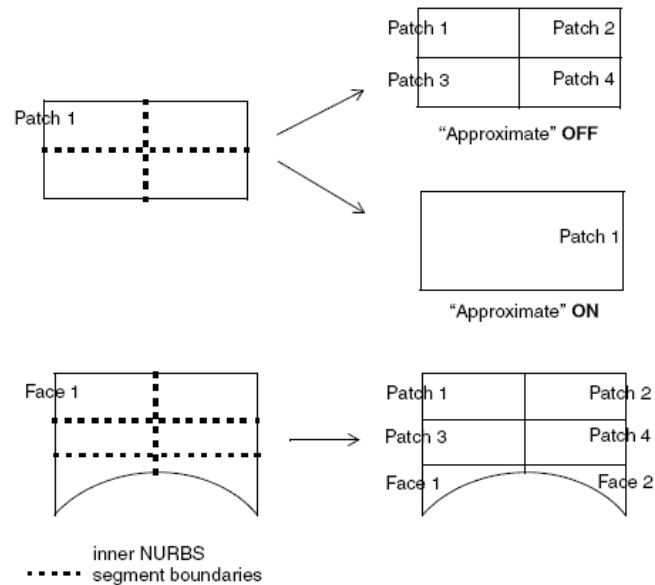 Patch 1
Patch 1 Patch 2
Patch 3 Patch 4
“Approximate” OFF
Patch 1
“Approximate” ON
Face 1
Patch 1 Patch 2
Patch 3 Patch 4
Face 1 Face 2
inner NURBS
segment boundaries